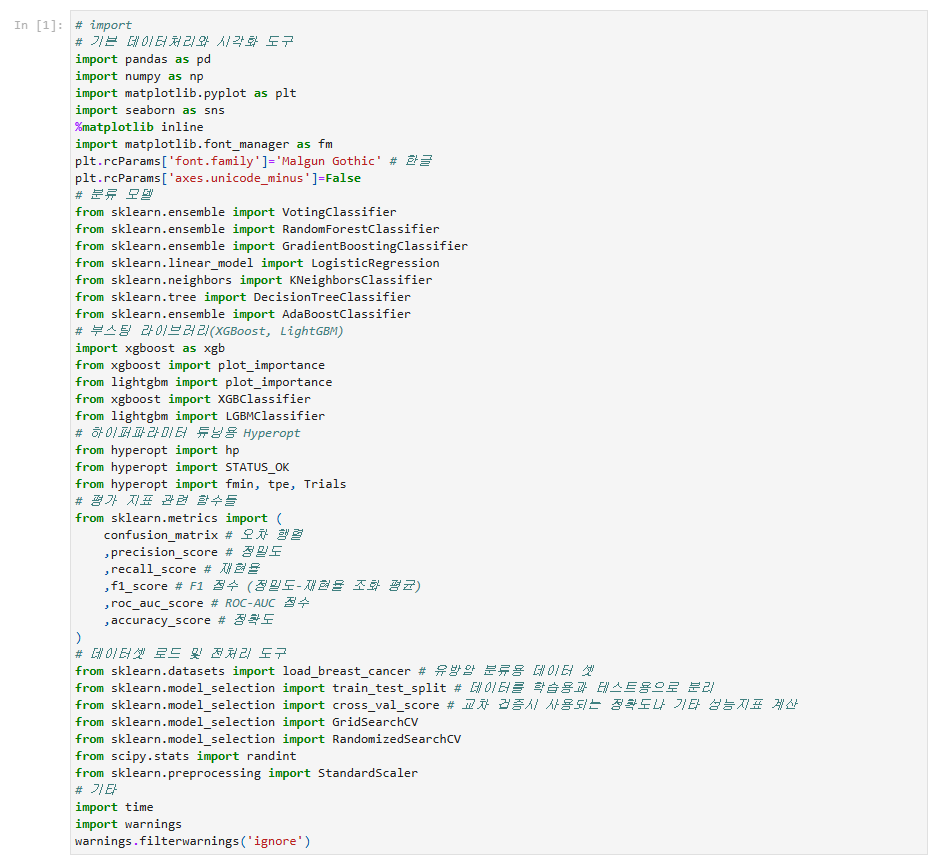 In [1]:
# import
# 기본 데이터처리와 시각화 도구
import pandas as pd
import numpy as np
import matplotlib.pyplot as plt
import seaborn as sns
%matplotlib inline
import matplotlib.font_manager as fm
plt.rcParams['font.family']='Malgun Gothic' # 한글
plt.rcParams['axes.unicode_minus']=False
# 분류 모델
from sklearn.ensemble import VotingClassifier
from sklearn.ensemble import RandomForestClassifier
from sklearn.ensemble import GradientBoostingClassifier
from sklearn.linear_model import LogisticRegression
from sklearn.neighbors import KNeighborsClassifier
from sklearn.tree import DecisionTreeClassifier
from sklearn.ensemble import AdaBoostClassifier
# 부스팅 라이브러리(XGBoost, LightGBM)
import xgboost as xgb
from xgboost import plot_importance
from lightgbm import plot_importance
from xgboost import XGBClassifier
from lightgbm import LGBMClassifier
# 하이퍼파라미터 튜닝용 Hyperopt
from hyperopt import hp
from hyperopt import STATUS_OK
from hyperopt import fmin, tpe, Trials
# 평가 지표 관련 함수들
from sklearn.metrics import (
    confusion_matrix # 오차 행렬
    ,precision_score # 정밀도
    ,recall_score # 재현율
    ,f1_score # F1 점수 (정밀도-재현율 조화 평균)
    ,roc_auc_score # ROC-AUC 점수
    ,accuracy_score # 정확도
)
# 데이터셋 로드 및 전처리 도구
from sklearn.datasets import load_breast_cancer # 유방암 분류용 데이터 셋
from sklearn.model_selection import train_test_split # 데이터를 학습용과 테스트용으로 분리
from sklearn.model_selection import cross_val_score # 교차 검증시 사용되는 정확도나 기타 성능지표 계산
from sklearn.model_selection import GridSearchCV
from sklearn.model_selection import RandomizedSearchCV
from scipy.stats import randint
from sklearn.preprocessing import StandardScaler
# 기타
import time
import warnings
warnings.filterwarnings('ignore')